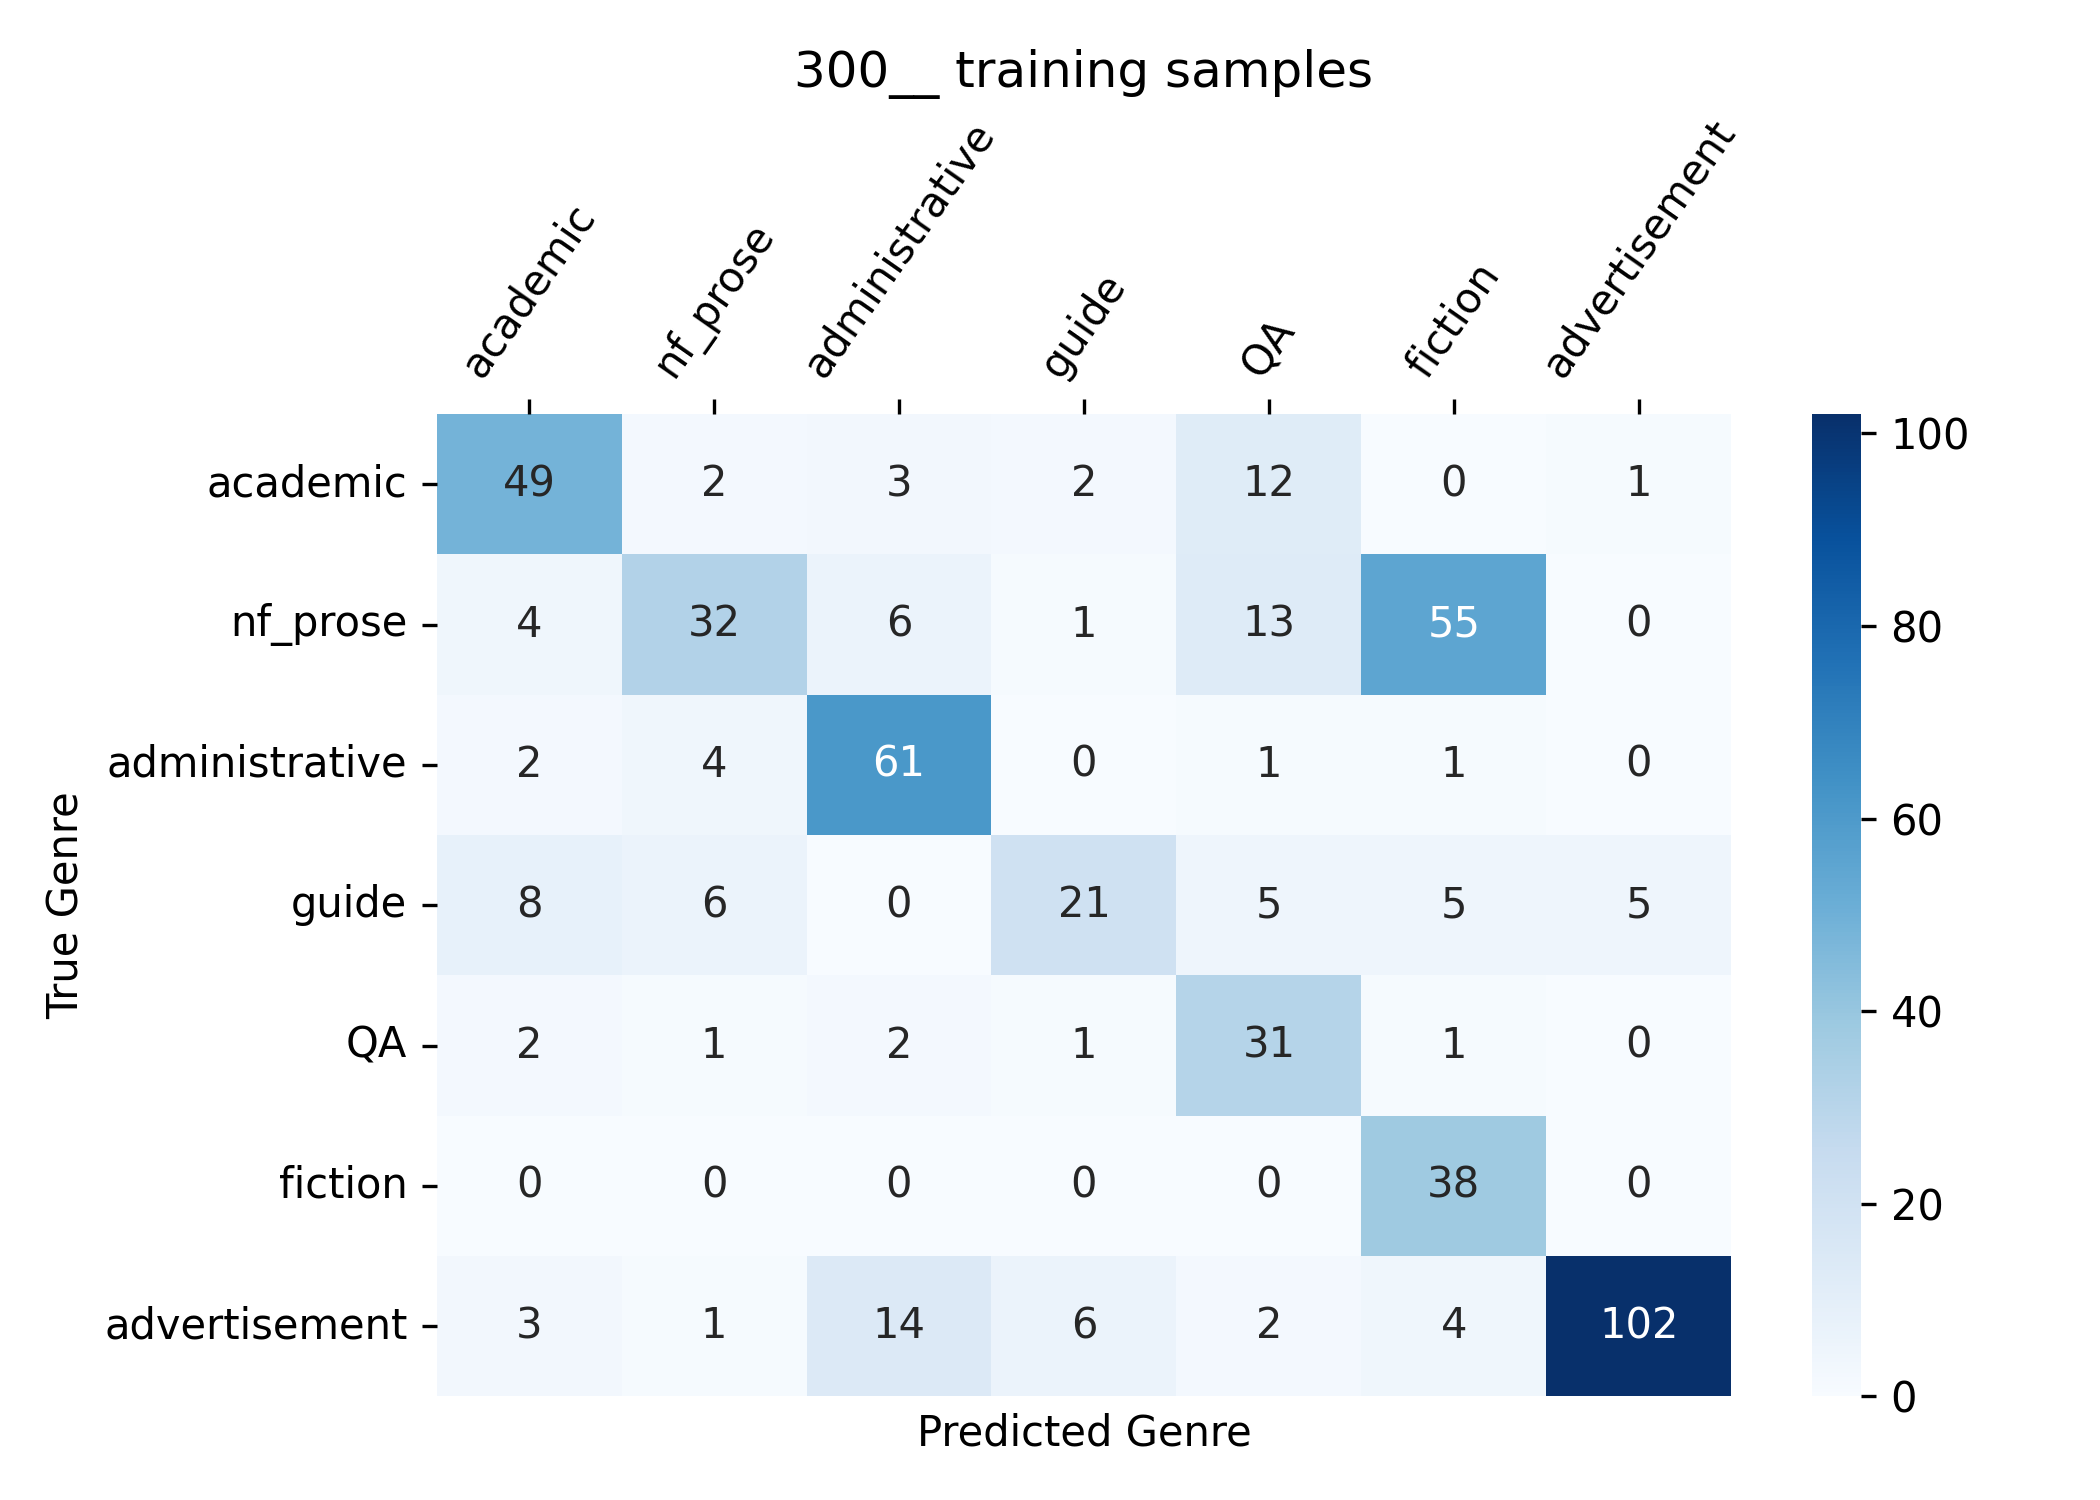 300__ training samples
academic nf_prose administrative guide QA fiction advertisement
academic 49 2 3 2 12 0 1
nf_prose 4 32 6 1 13 55 0
administrative 2 4 61 0 1 1 0
guide 8 6 0 21 5 5 5
QA 2 1 2 1 31 1 0
fiction 0 0 0 0 0 38 0
advertisement 3 1 14 6 2 4 102
True Genre
Predicted Genre
100
80
60
40
20
0